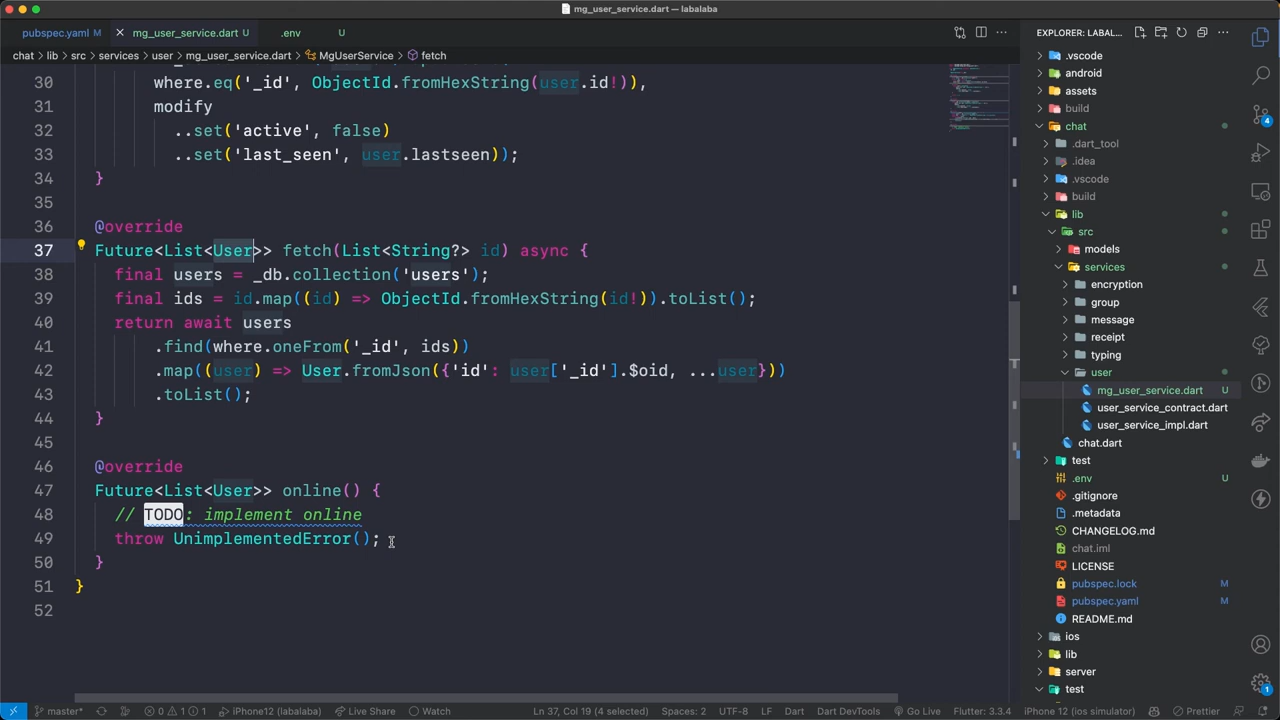 mg_user_service.dart — labalaba
pubspec.yaml M
mg_user_service.dart U
.env U
EXPLORER: LABALABA
chat > lib > src > services > user > mg_user_service.dart > MgUserService > fetch
30 where.eq('_id', ObjectId.fromHexString(user.id!)),
31 modify
32 ..set('active', false)
33 ..set('last_seen', user.lastseen));
34 }
35
36 @override
37 Future<List<User>> fetch(List<String?> id) async {
38 final users = _db.collection('users');
39 final ids = id.map((id) => ObjectId.fromHexString(id!)).toList();
40 return await users
41 .find(where.oneFrom('_id', ids))
42 .map((user) => User.fromJson({'id': user['_id'].$oid, ...user}))
43 .toList();
44 }
45
46 @override
47 Future<List<User>> online() {
48 // TODO: implement online
49 throw UnimplementedError();
50 }
51 }
52
.vscode
android
assets
build
chat
.dart_tool
.idea
.vscode
build
lib
src
models
services
encryption
group
message
receipt
typing
user
mg_user_service.dart U
user_service_contract.dart
user_service_impl.dart
chat.dart
test
.env U
.gitignore
.metadata
CHANGELOG.md
chat.iml
LICENSE
pubspec.lock M
pubspec.yaml M
README.md
ios
lib
server
test
4
1
master*
0 1 1
iPhone12 (labalaba)
Live Share
Watch
Ln 37, Col 19 (4 selected)
Spaces: 2
UTF-8
LF
Dart
Dart DevTools
Go Live
Flutter: 3.3.4
iPhone 12 (ios simulator)
Prettier